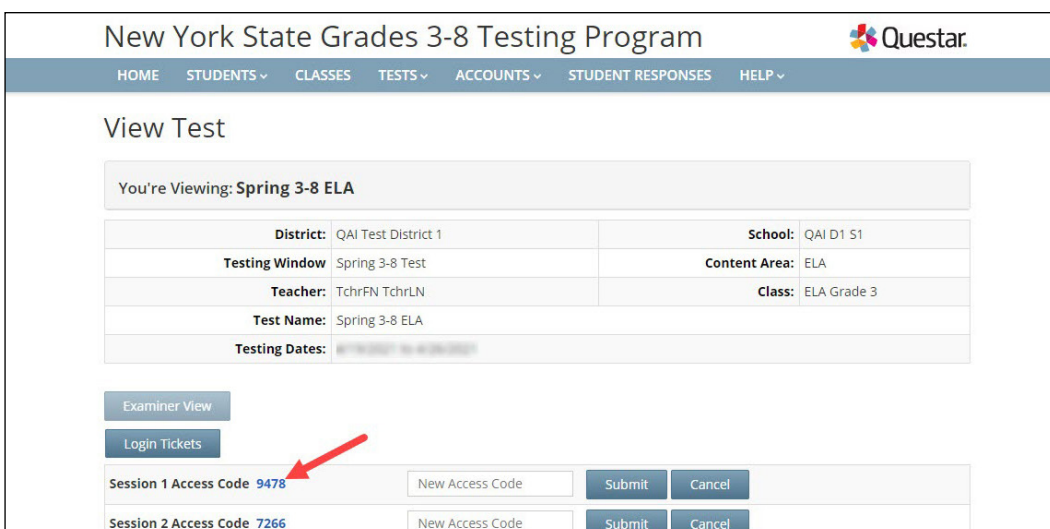 New York State Grades 3-8 Testing Program
Questar
HOME STUDENTS CLASSES TESTS ACCOUNTS STUDENT RESPONSES HELP
View Test
You're Viewing: Spring 3-8 ELA
District: QAI Test District 1 School: QAI D1 S1
Testing Window Spring 3-8 Test Content Area: ELA
Teacher: TchrFN TchrLN Class: ELA Grade 3
Test Name: Spring 3-8 ELA
Testing Dates:
Examiner View
Login Tickets
Session 1 Access Code 9478 New Access Code Submit Cancel
Session 2 Access Code 7266 New Access Code Submit Cancel